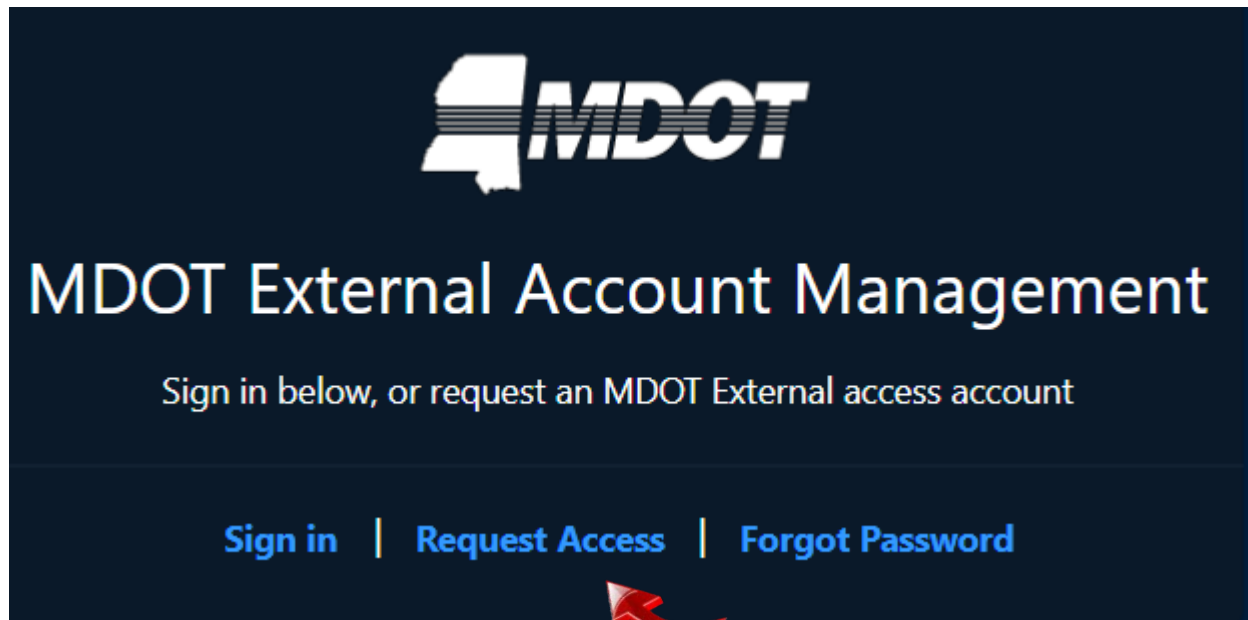 MDOT
MDOT External Account Management
Sign in below, or request an MDOT External access account
Sign in | Request Access | Forgot Password